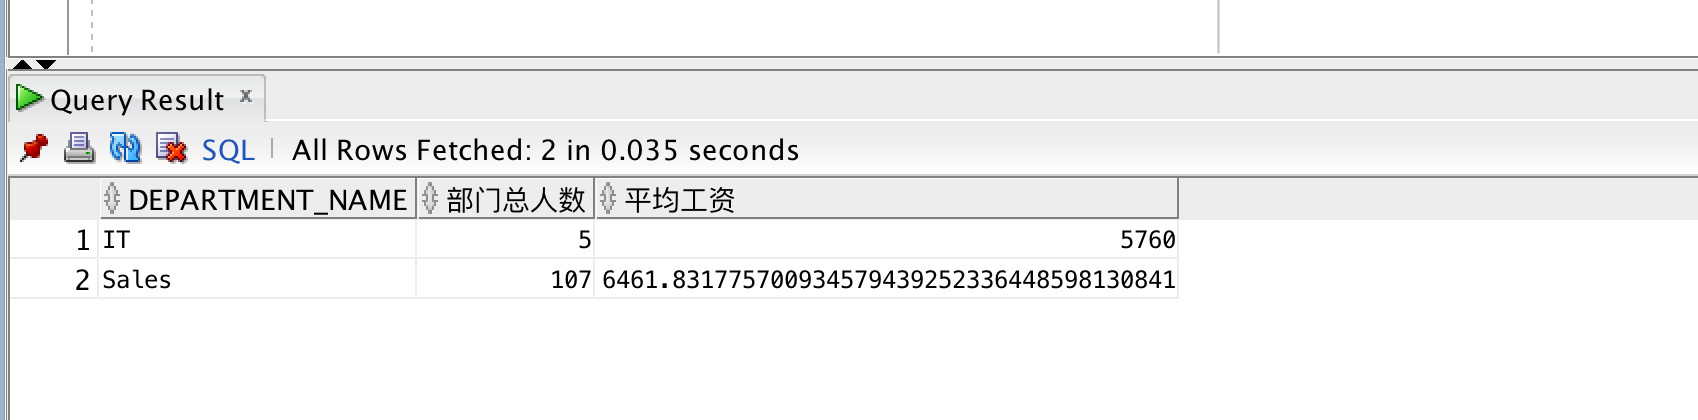 Query Result x
SQL | All Rows Fetched: 2 in 0.035 seconds
DEPARTMENT_NAME 部门总人数 平均工资
1 IT 5 5760
2 Sales 107 6461.83177570093457943925233644859813084​1